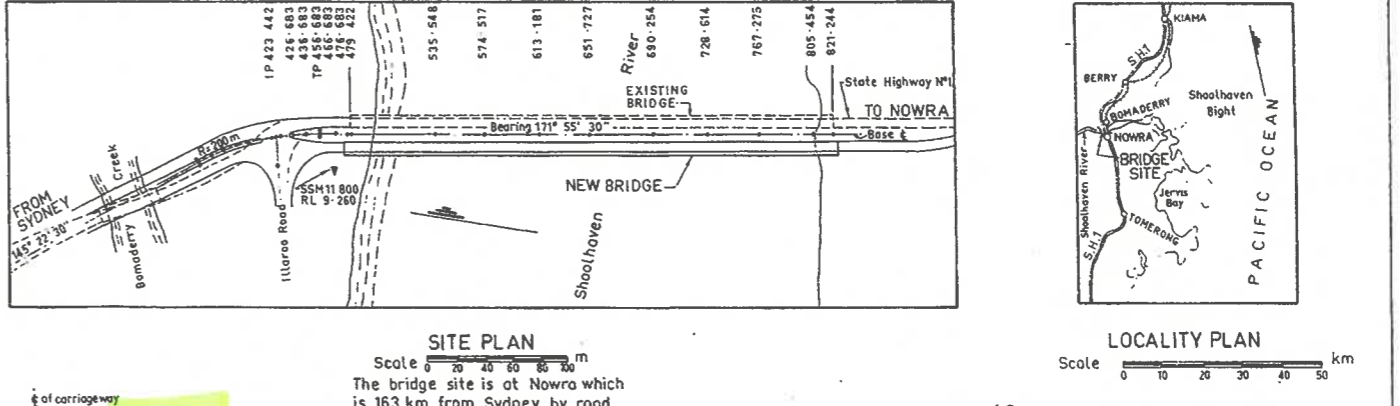 IP 423 442
426·683
436·683
TP 456·683
466·683
476·683
479·422
535·548
574·517
613·181
651·727
690·254
728·614
767·275
805·454
821·244
River
State Highway Nº1
EXISTING
BRIDGE
TO NOWRA
Bearing 171° 55' 30"
Base ℄
R=200m
Creek
SSM11 800
RL 9·260
NEW BRIDGE
FROM
SYDNEY
145° 22' 30"
Bomaderry
Illaroo Road
Shoalhaven
SITE PLAN
Scale 0 20 40 60 80 100 m
The bridge site is at Nowra which
is 163 km from Sydney by road
℄ of carriageway
KIAMA
S.H.1
BERRY
Shoalhaven
Bight
BOMADERRY
NOWRA
BRIDGE
SITE
Shoalhaven River
Jervis
Bay
TOMERONG
S.H.1
PACIFIC OCEAN
LOCALITY PLAN
Scale 0 10 20 30 40 50 km